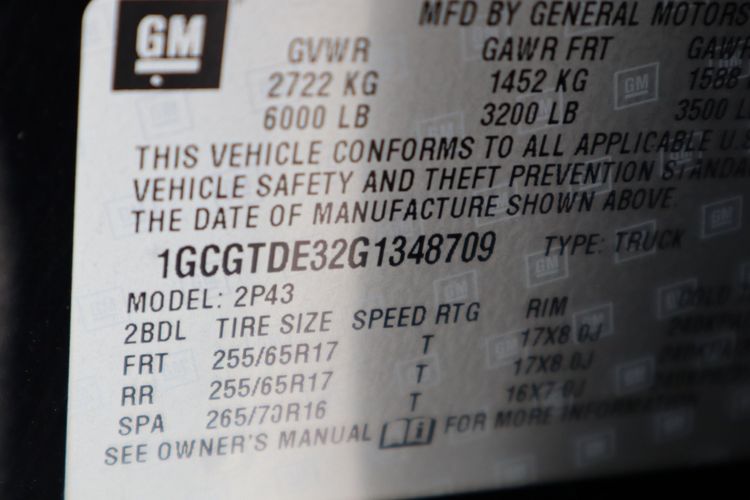 GM
MFD BY GENERAL MOTORS
GVWR GAWR FRT GAW
2722 KG 1452 KG 1588
6000 LB 3200 LB 3500 L
THIS VEHICLE CONFORMS TO ALL APPLICABLE U.S
VEHICLE SAFETY AND THEFT PREVENTION STANDA
THE DATE OF MANUFACTURE SHOWN ABOVE.
1GCGTDE32G1348709 TYPE: TRUCK
MODEL: 2P43
2BDL TIRE SIZE SPEED RTG RIM
FRT 255/65R17 T 17X8.0J
RR 255/65R17 T 17X8.0J
SPA 265/70R16 T 16X7.0J
SEE OWNER'S MANUAL i FOR MORE INFORMATION